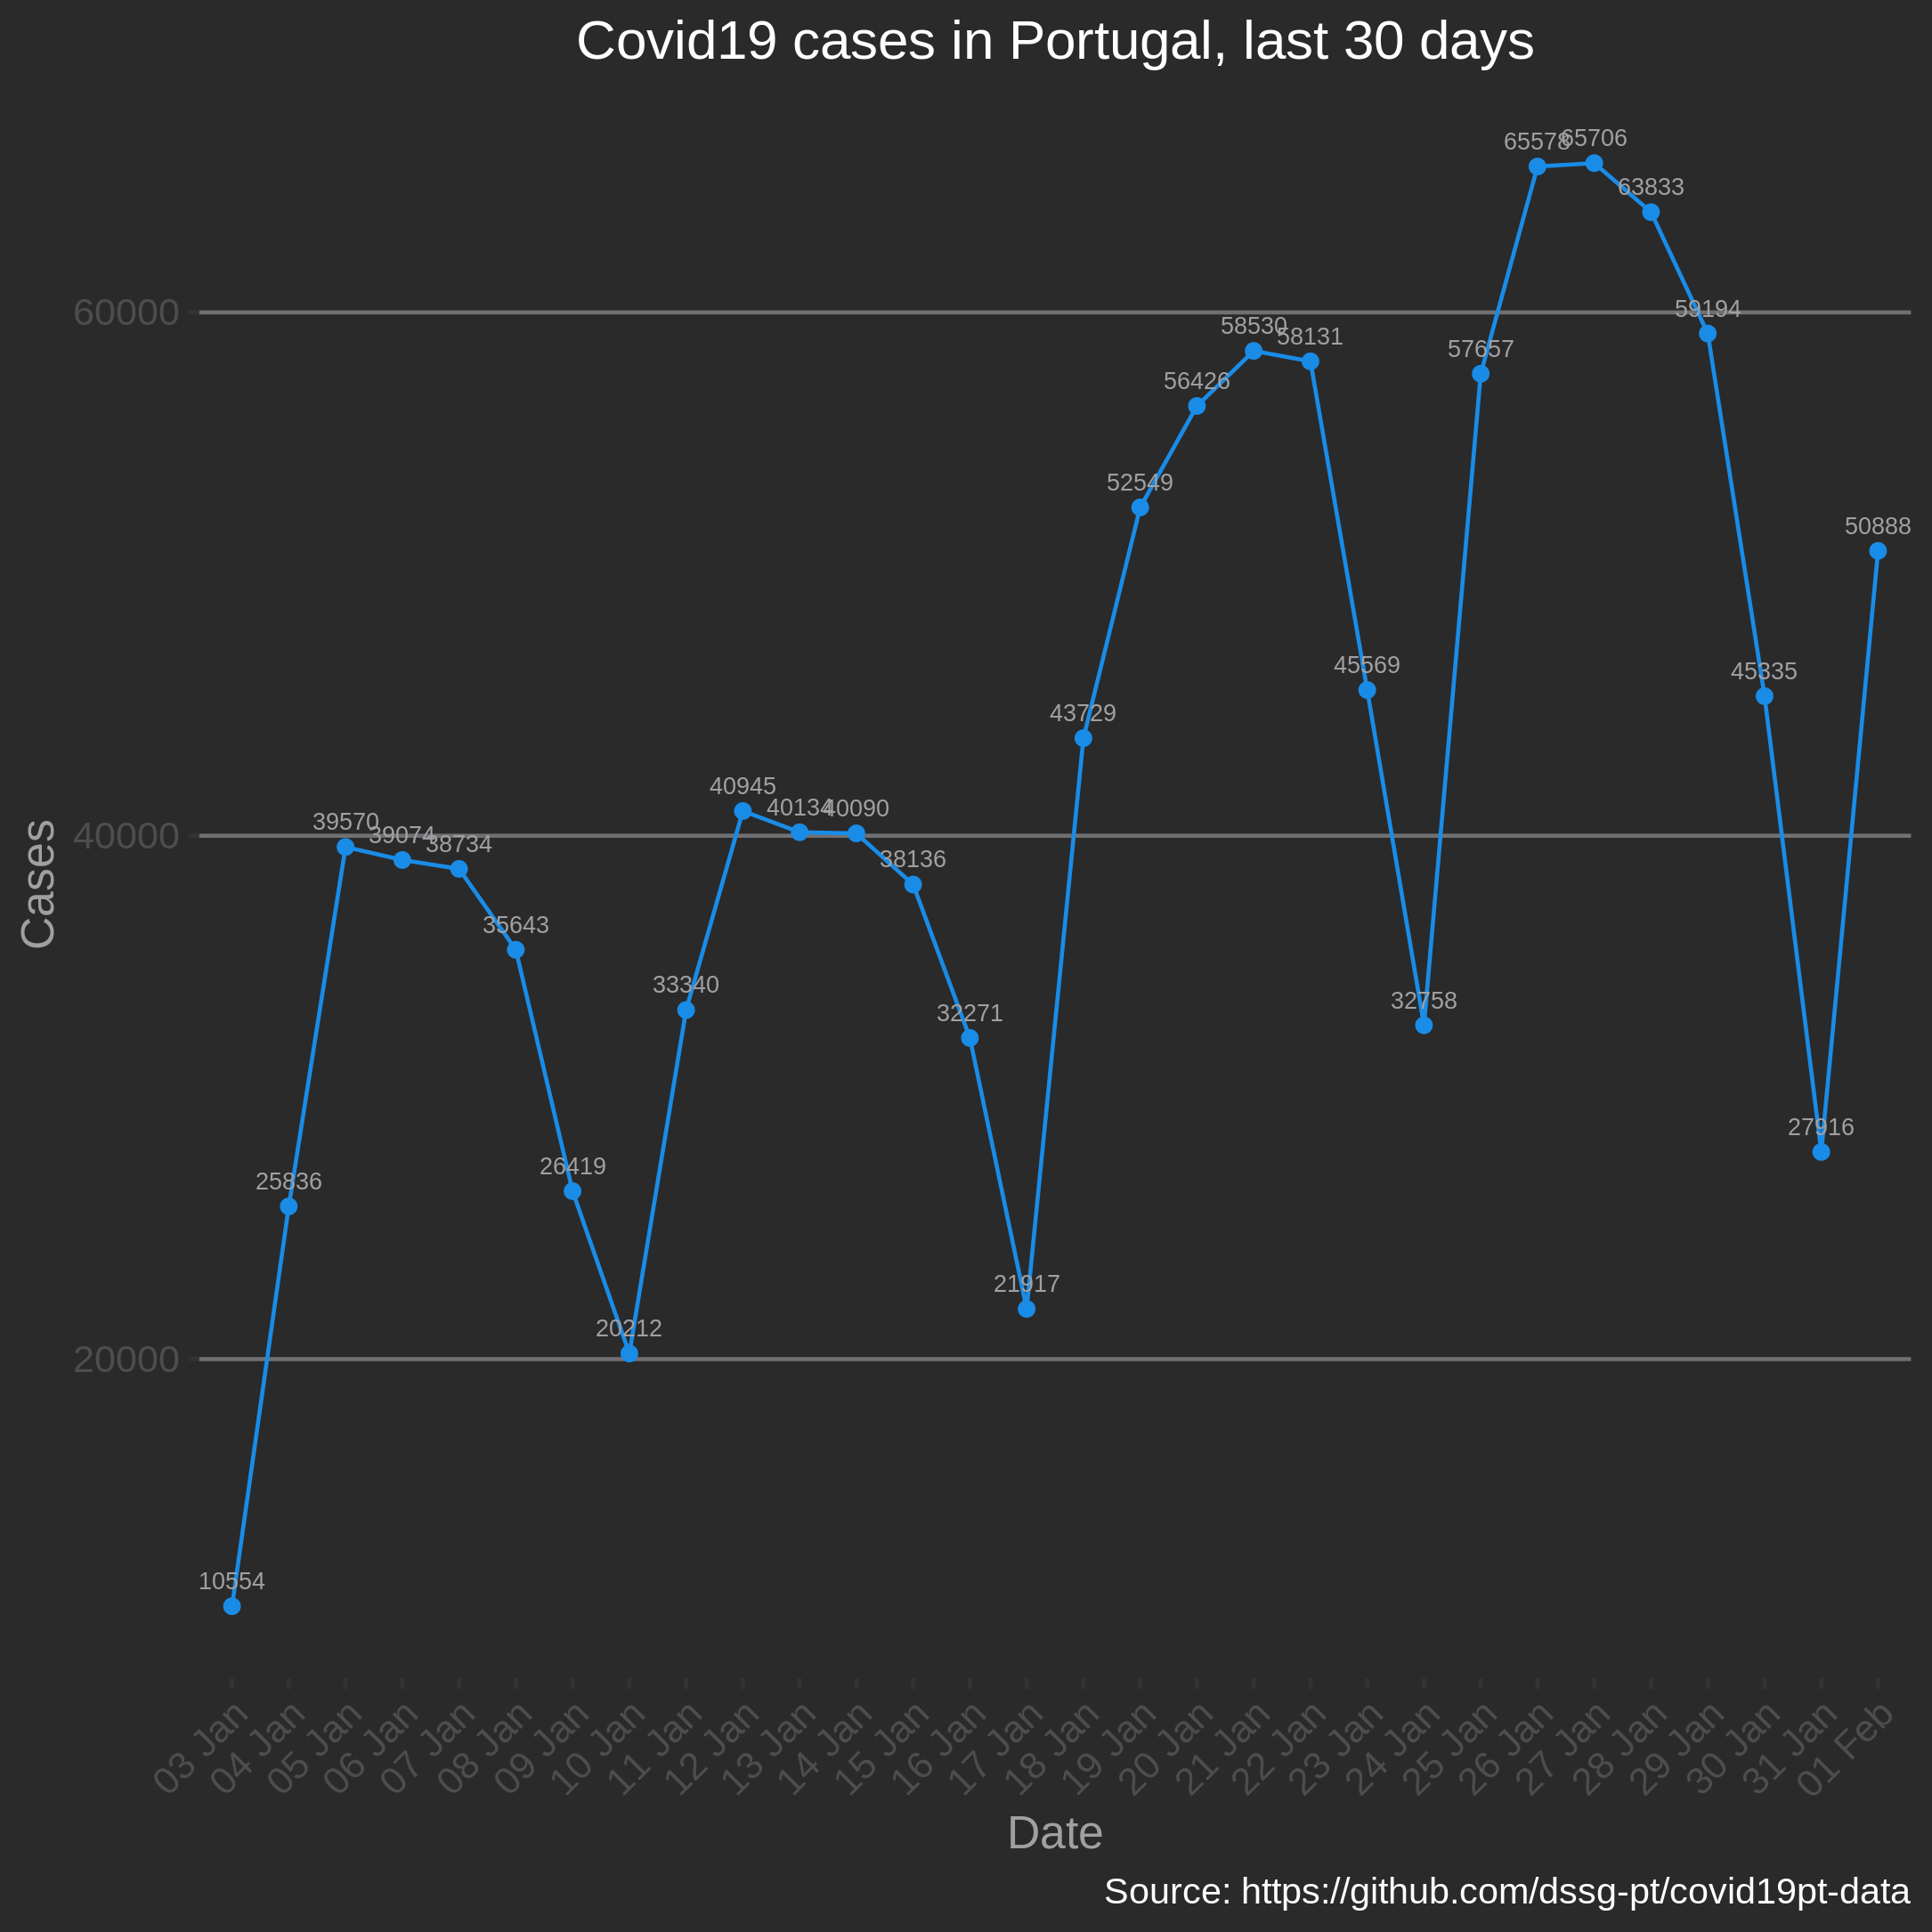 Covid19 cases in Portugal, last 30 days
Cases
60000
40000
20000
10554
25836
39570
39074
38734
35643
26419
20212
33340
40945
40134
40090
38136
32271
21917
43729
52549
56426
58530
58131
45569
32758
57657
65578
65706
63833
59194
45335
27916
50888
03 Jan
04 Jan
05 Jan
06 Jan
07 Jan
08 Jan
09 Jan
10 Jan
11 Jan
12 Jan
13 Jan
14 Jan
15 Jan
16 Jan
17 Jan
18 Jan
19 Jan
20 Jan
21 Jan
22 Jan
23 Jan
24 Jan
25 Jan
26 Jan
27 Jan
28 Jan
29 Jan
30 Jan
31 Jan
01 Feb
Date
Source: https://github.com/dssg-pt/covid19pt-data